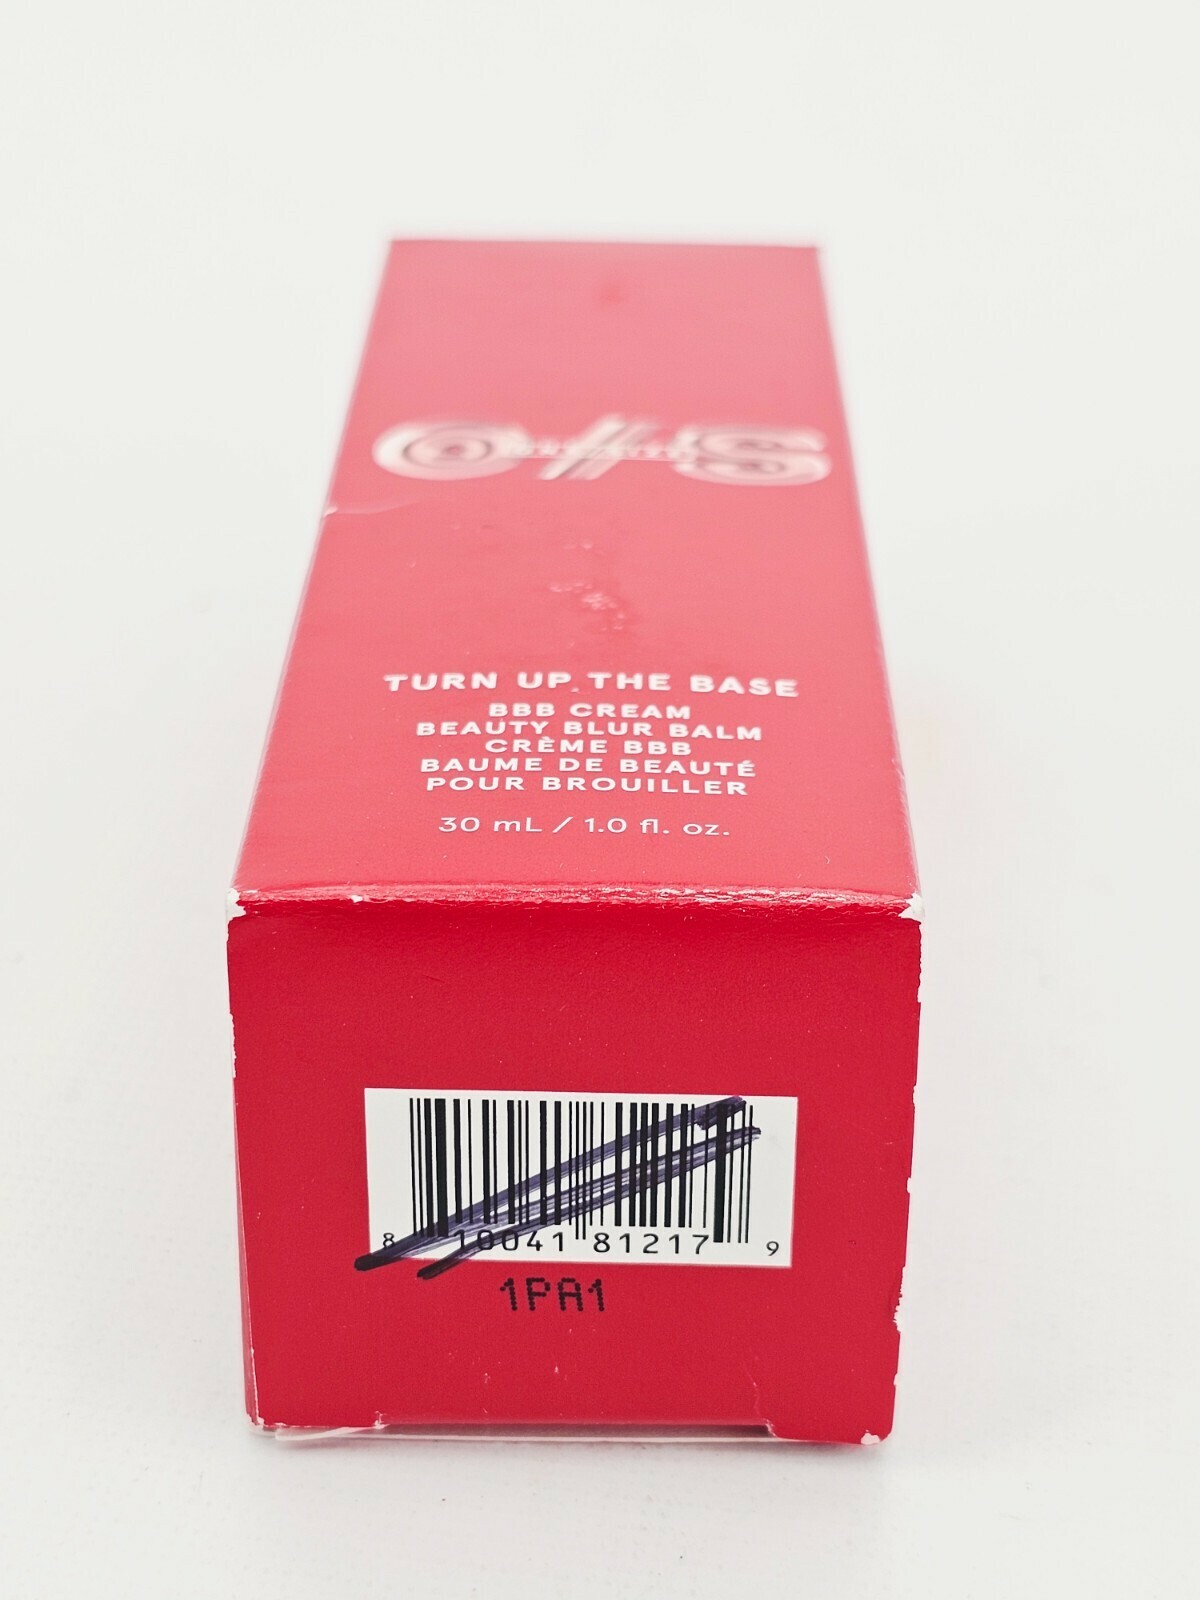 O/S
TURN UP THE BASE
BBB CREAM
BEAUTY BLUR BALM
CRÈME BBB
BAUME DE BEAUTÉ
POUR BROUILLER
30 mL / 1.0 fl. oz.
8 10041 81217 9
1PA1